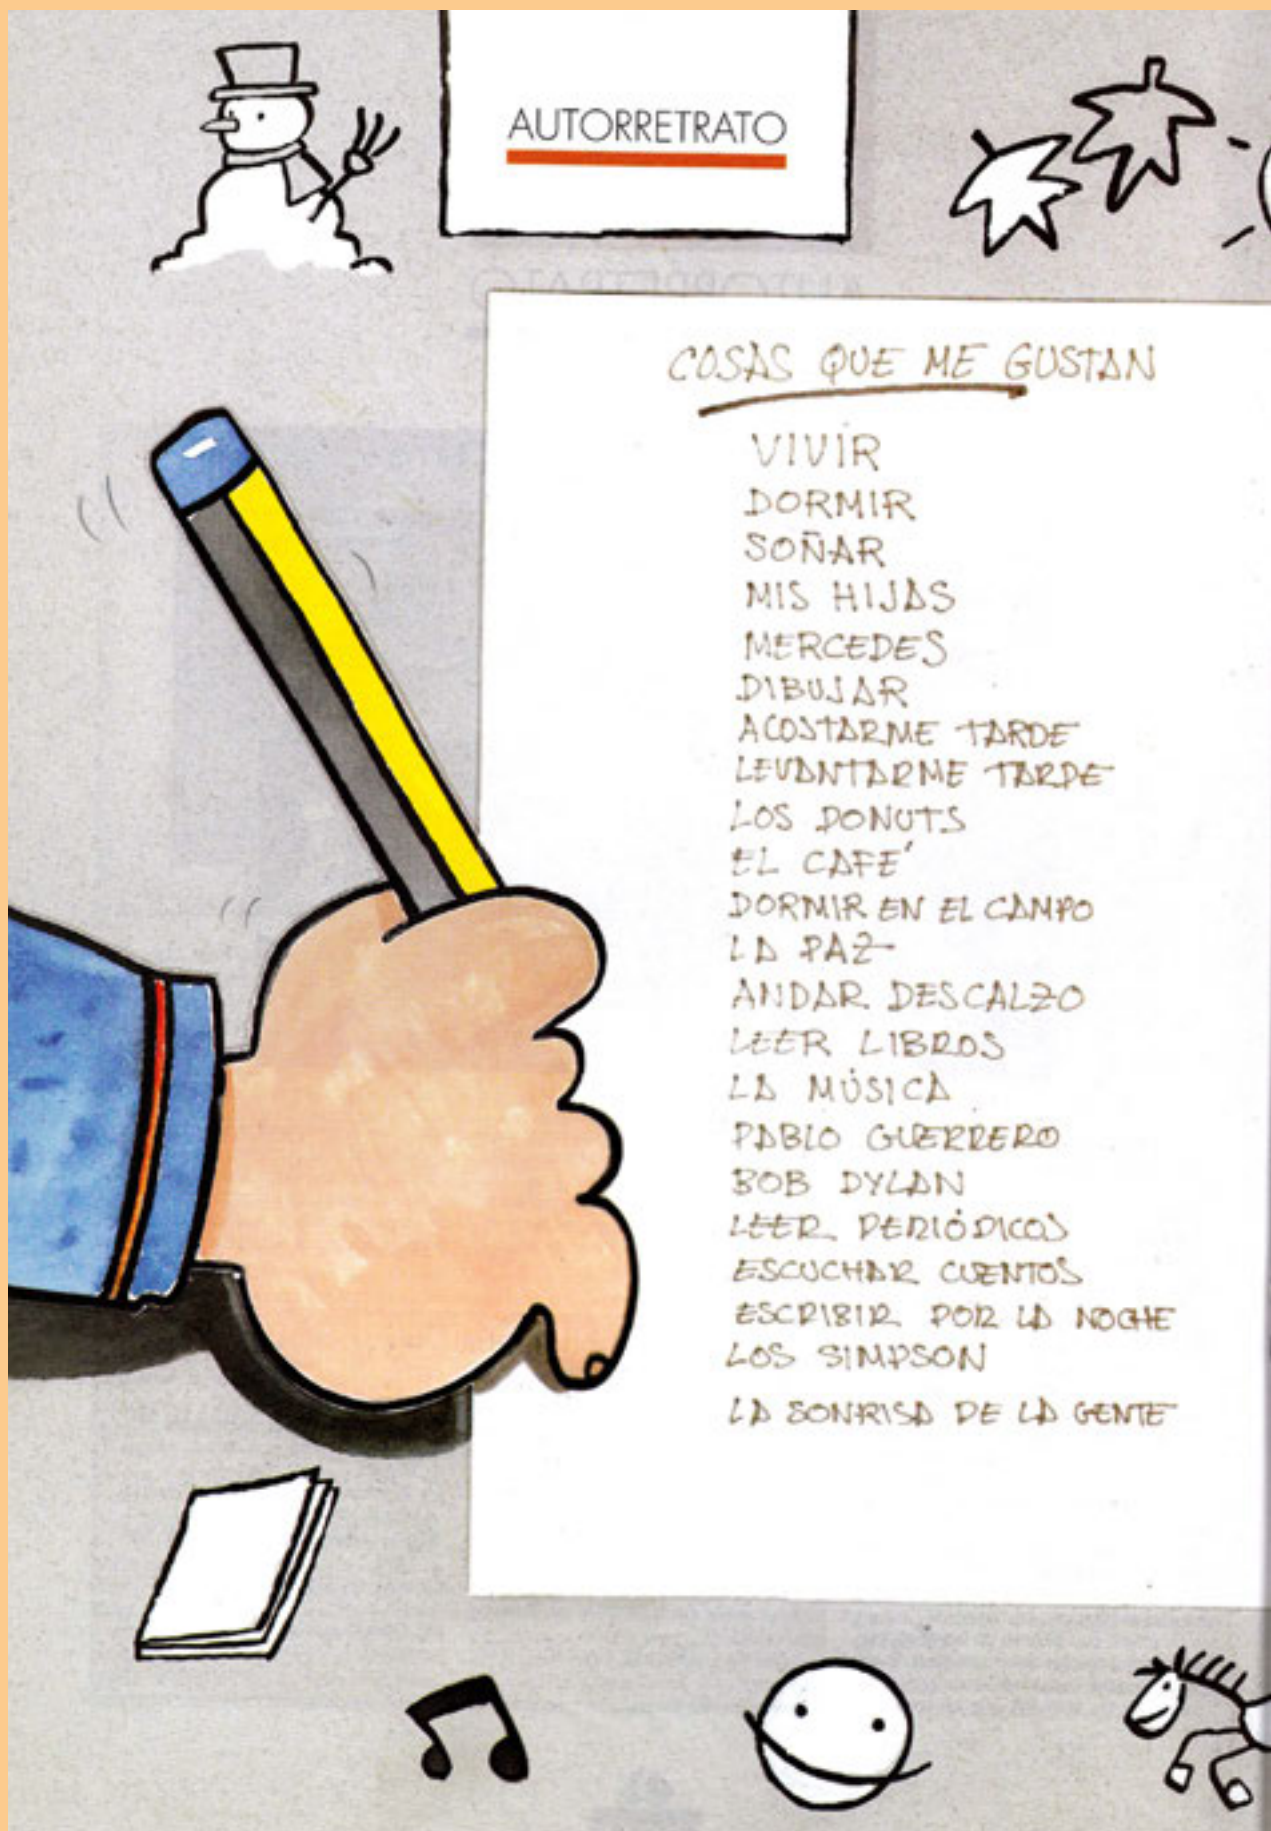 AUTORRETRATO
COSAS QUE ME GUSTAN
VIVIR
DORMIR
SOÑAR
MIS HIJAS
MERCEDES
DIBUJAR
ACOSTARME TARDE
LEVANTARME TARDE
LOS DONUTS
EL CAFÉ
DORMIR EN EL CAMPO
LA PAZ
ANDAR DESCALZO
LEER LIBROS
LA MÚSICA
PABLO GUERRERO
BOB DYLAN
LEER PERIÓDICOS
ESCUCHAR CUENTOS
ESCRIBIR POR LA NOCHE
LOS SIMPSON
LA SONRISA DE LA GENTE